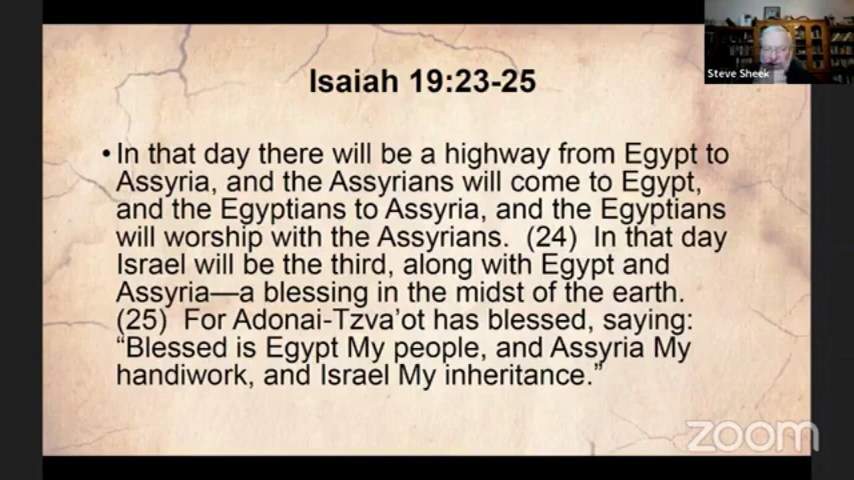 Steve Sheek
Isaiah 19:23-25
• In that day there will be a highway from Egypt to
Assyria, and the Assyrians will come to Egypt,
and the Egyptians to Assyria, and the Egyptians
will worship with the Assyrians. (24) In that day
Israel will be the third, along with Egypt and
Assyria—a blessing in the midst of the earth.
(25) For Adonai-Tzva’ot has blessed, saying:
“Blessed is Egypt My people, and Assyria My
handiwork, and Israel My inheritance.”
zoom